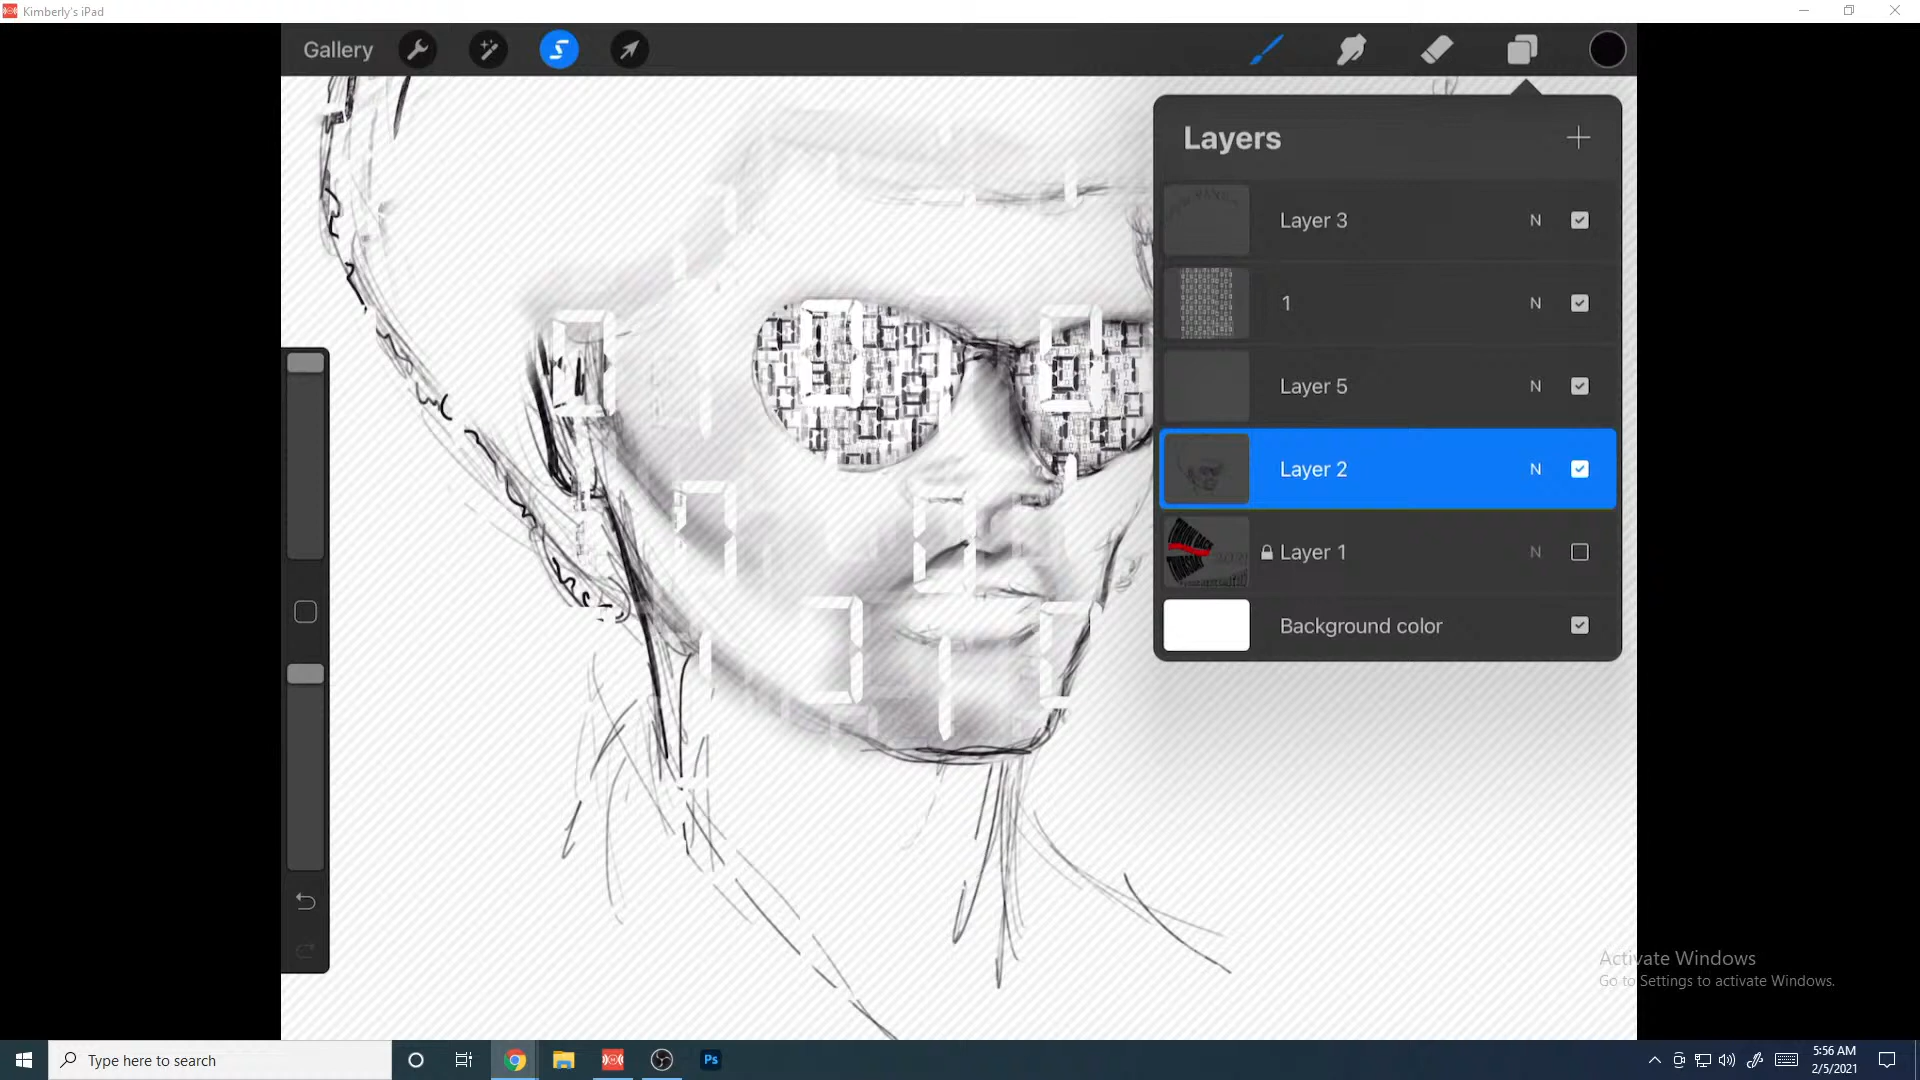 Kimberly's iPad
Gallery
Layers
Layer 3 N
1 N
Layer 5 N
Layer 2 N
Layer 1 N
Background color
Activate Windows
Go to Settings to activate Windows.
Type here to search
Ps
5:56 AM
2/5/2021